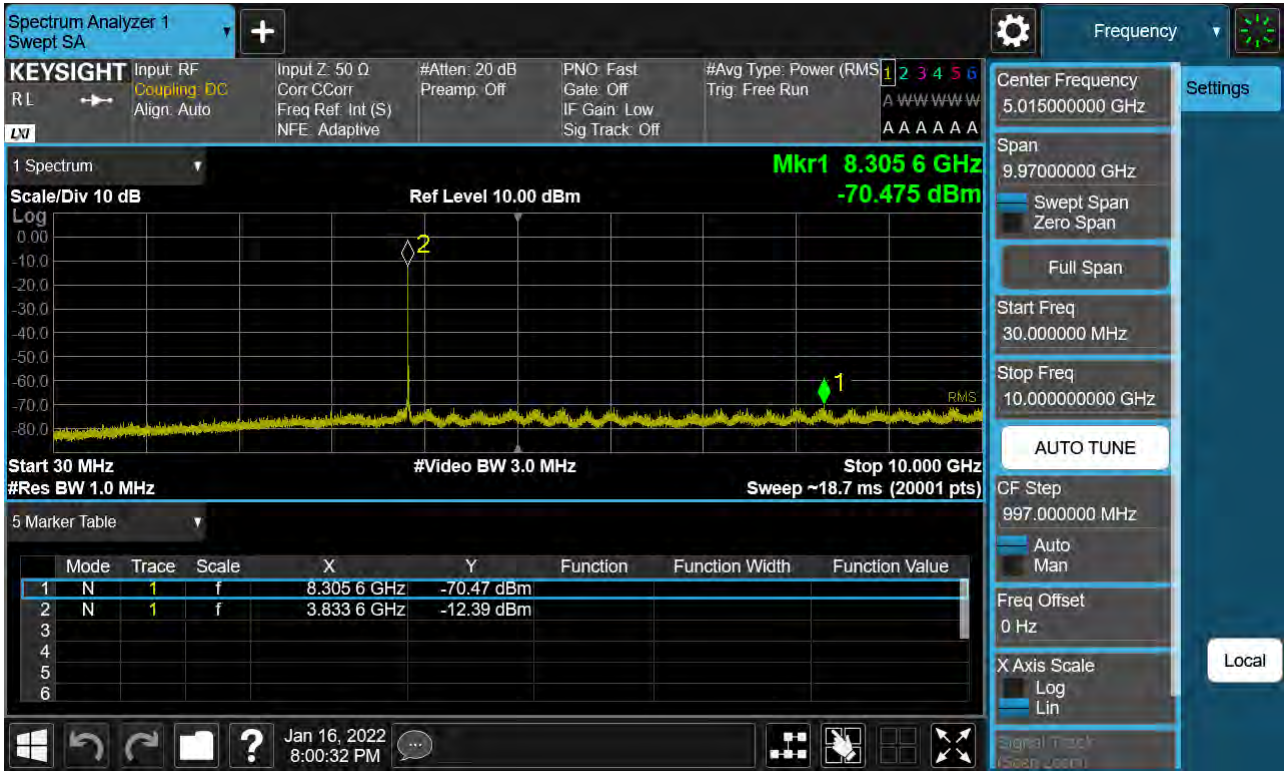 Spectrum Analyzer 1
Swept SA
+
Frequency
KEYSIGHT
RL
LXI
Input: RF
Coupling: DC
Align: Auto
Input Z: 50 Ω
Corr CCorr
Freq Ref: Int (S)
NFE: Adaptive
#Atten: 20 dB
Preamp: Off
PNO: Fast
Gate: Off
IF Gain: Low
Sig Track: Off
#Avg Type: Power (RMS
Trig: Free Run
1 2 3 4 5 6
A W W W W W
A A A A A A
1 Spectrum
Mkr1 8.305 6 GHz
Scale/Div 10 dB
Ref Level 10.00 dBm
-70.475 dBm
Log
0.00
-10.0
-20.0
-30.0
-40.0
-50.0
-60.0
-70.0
-80.0
2
1
RMS
Start 30 MHz
#Video BW 3.0 MHz
Stop 10.000 GHz
#Res BW 1.0 MHz
Sweep ~18.7 ms (20001 pts)
5 Marker Table
Mode Trace Scale X Y Function Function Width Function Value
1 N 1 f 8.305 6 GHz -70.47 dBm
2 N 1 f 3.833 6 GHz -12.39 dBm
3
4
5
6
Jan 16, 2022
8:00:32 PM
?
Center Frequency
5.015000000 GHz
Settings
Span
9.97000000 GHz
Swept Span
Zero Span
Full Span
Start Freq
30.000000 MHz
Stop Freq
10.000000000 GHz
AUTO TUNE
CF Step
997.000000 MHz
Auto
Man
Freq Offset
0 Hz
X Axis Scale
Log
Lin
Local
Signal Track
(Span Zoom)